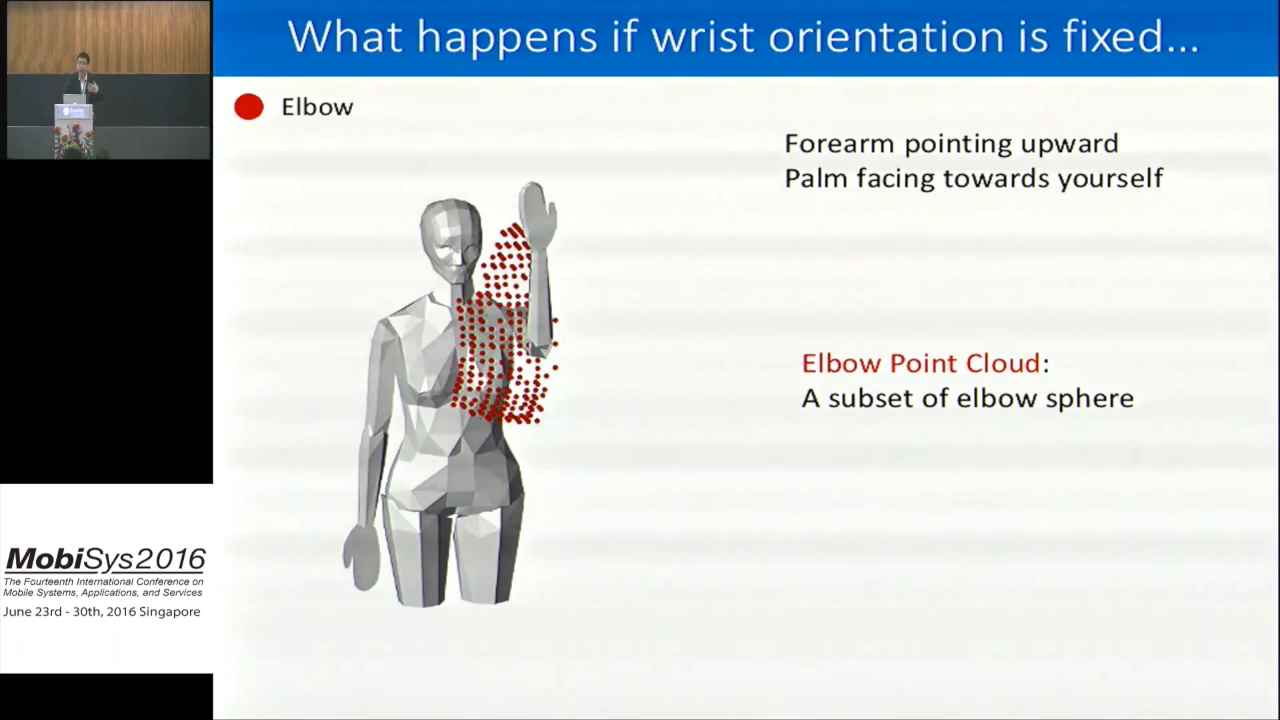 What happens if wrist orientation is fixed...
Elbow
Forearm pointing upward
Palm facing towards yourself
Elbow Point Cloud:
A subset of elbow sphere
MobiSys2016
The Fourteenth International Conference on
Mobile Systems, Applications, and Services
June 23rd - 30th, 2016 Singapore